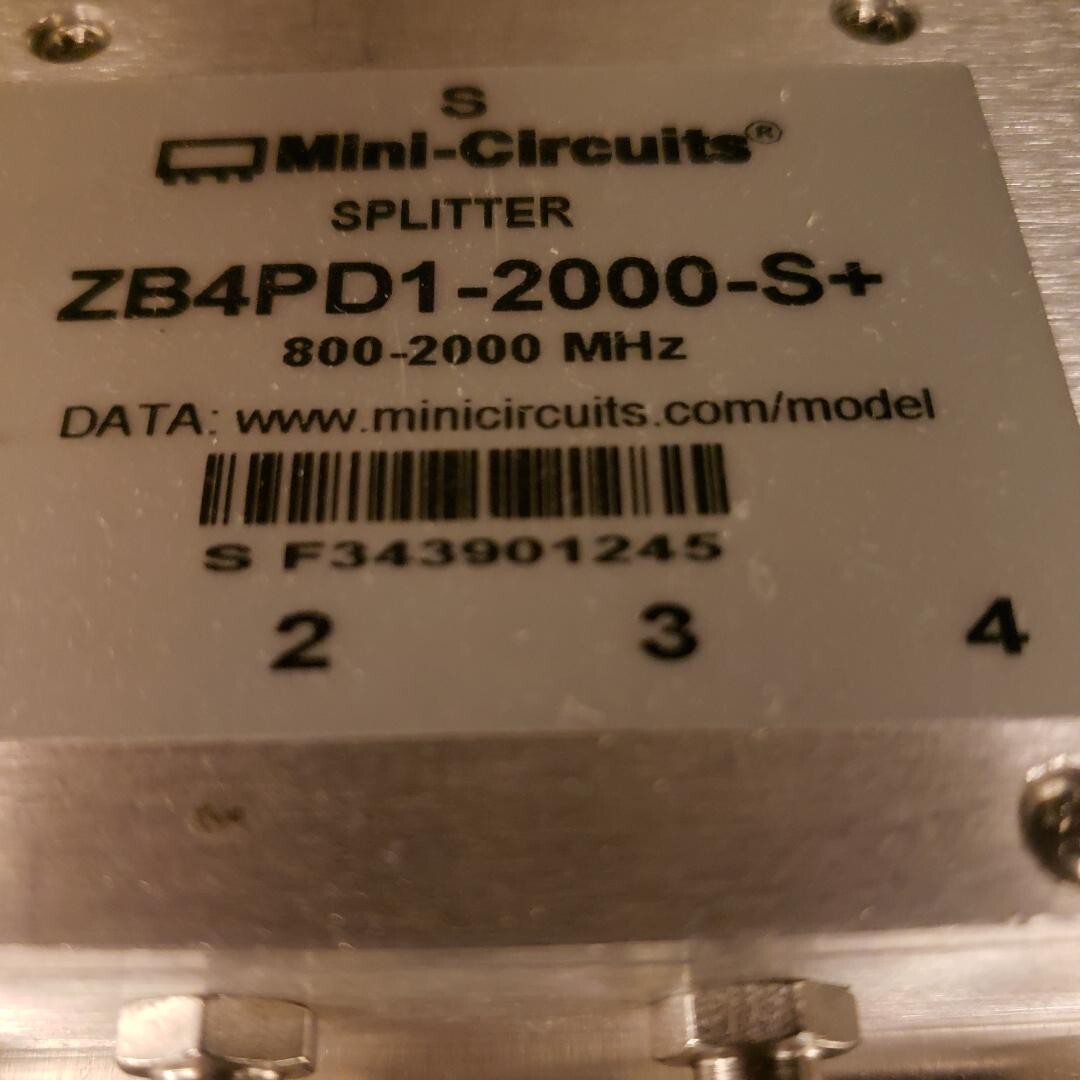 S
Mini-Circuits®
SPLITTER
ZB4PD1-2000-S+
800-2000 MHz
DATA: www.minicircuits.com/model
S F343901245
2 3 4